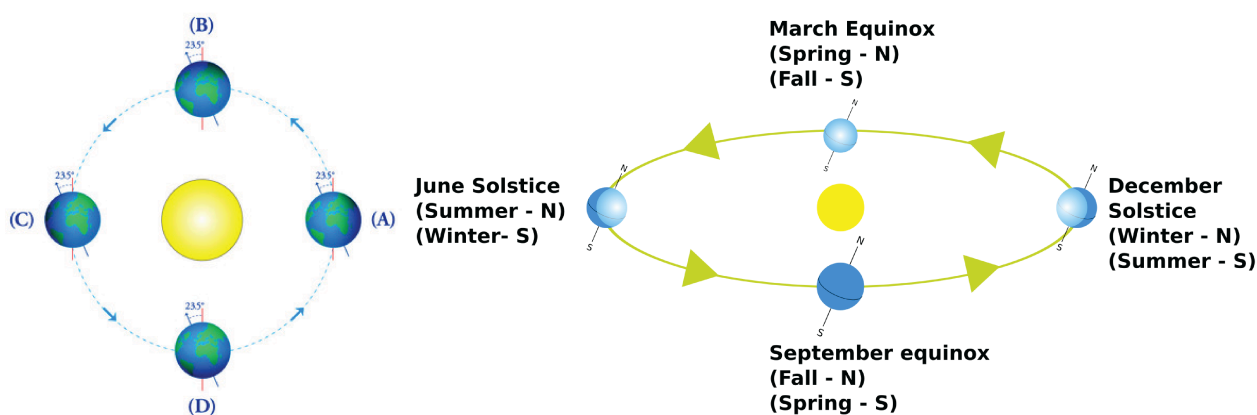 (B)
23.5°
23.5°
(C)
23.5°
(A)
23.5°
(D)
March Equinox
(Spring - N)
(Fall - S)
N
S
June Solstice
(Summer - N)
(Winter- S)
N
S
N
S
December
Solstice
(Winter - N)
(Summer - S)
N
S
September equinox
(Fall - N)
(Spring - S)